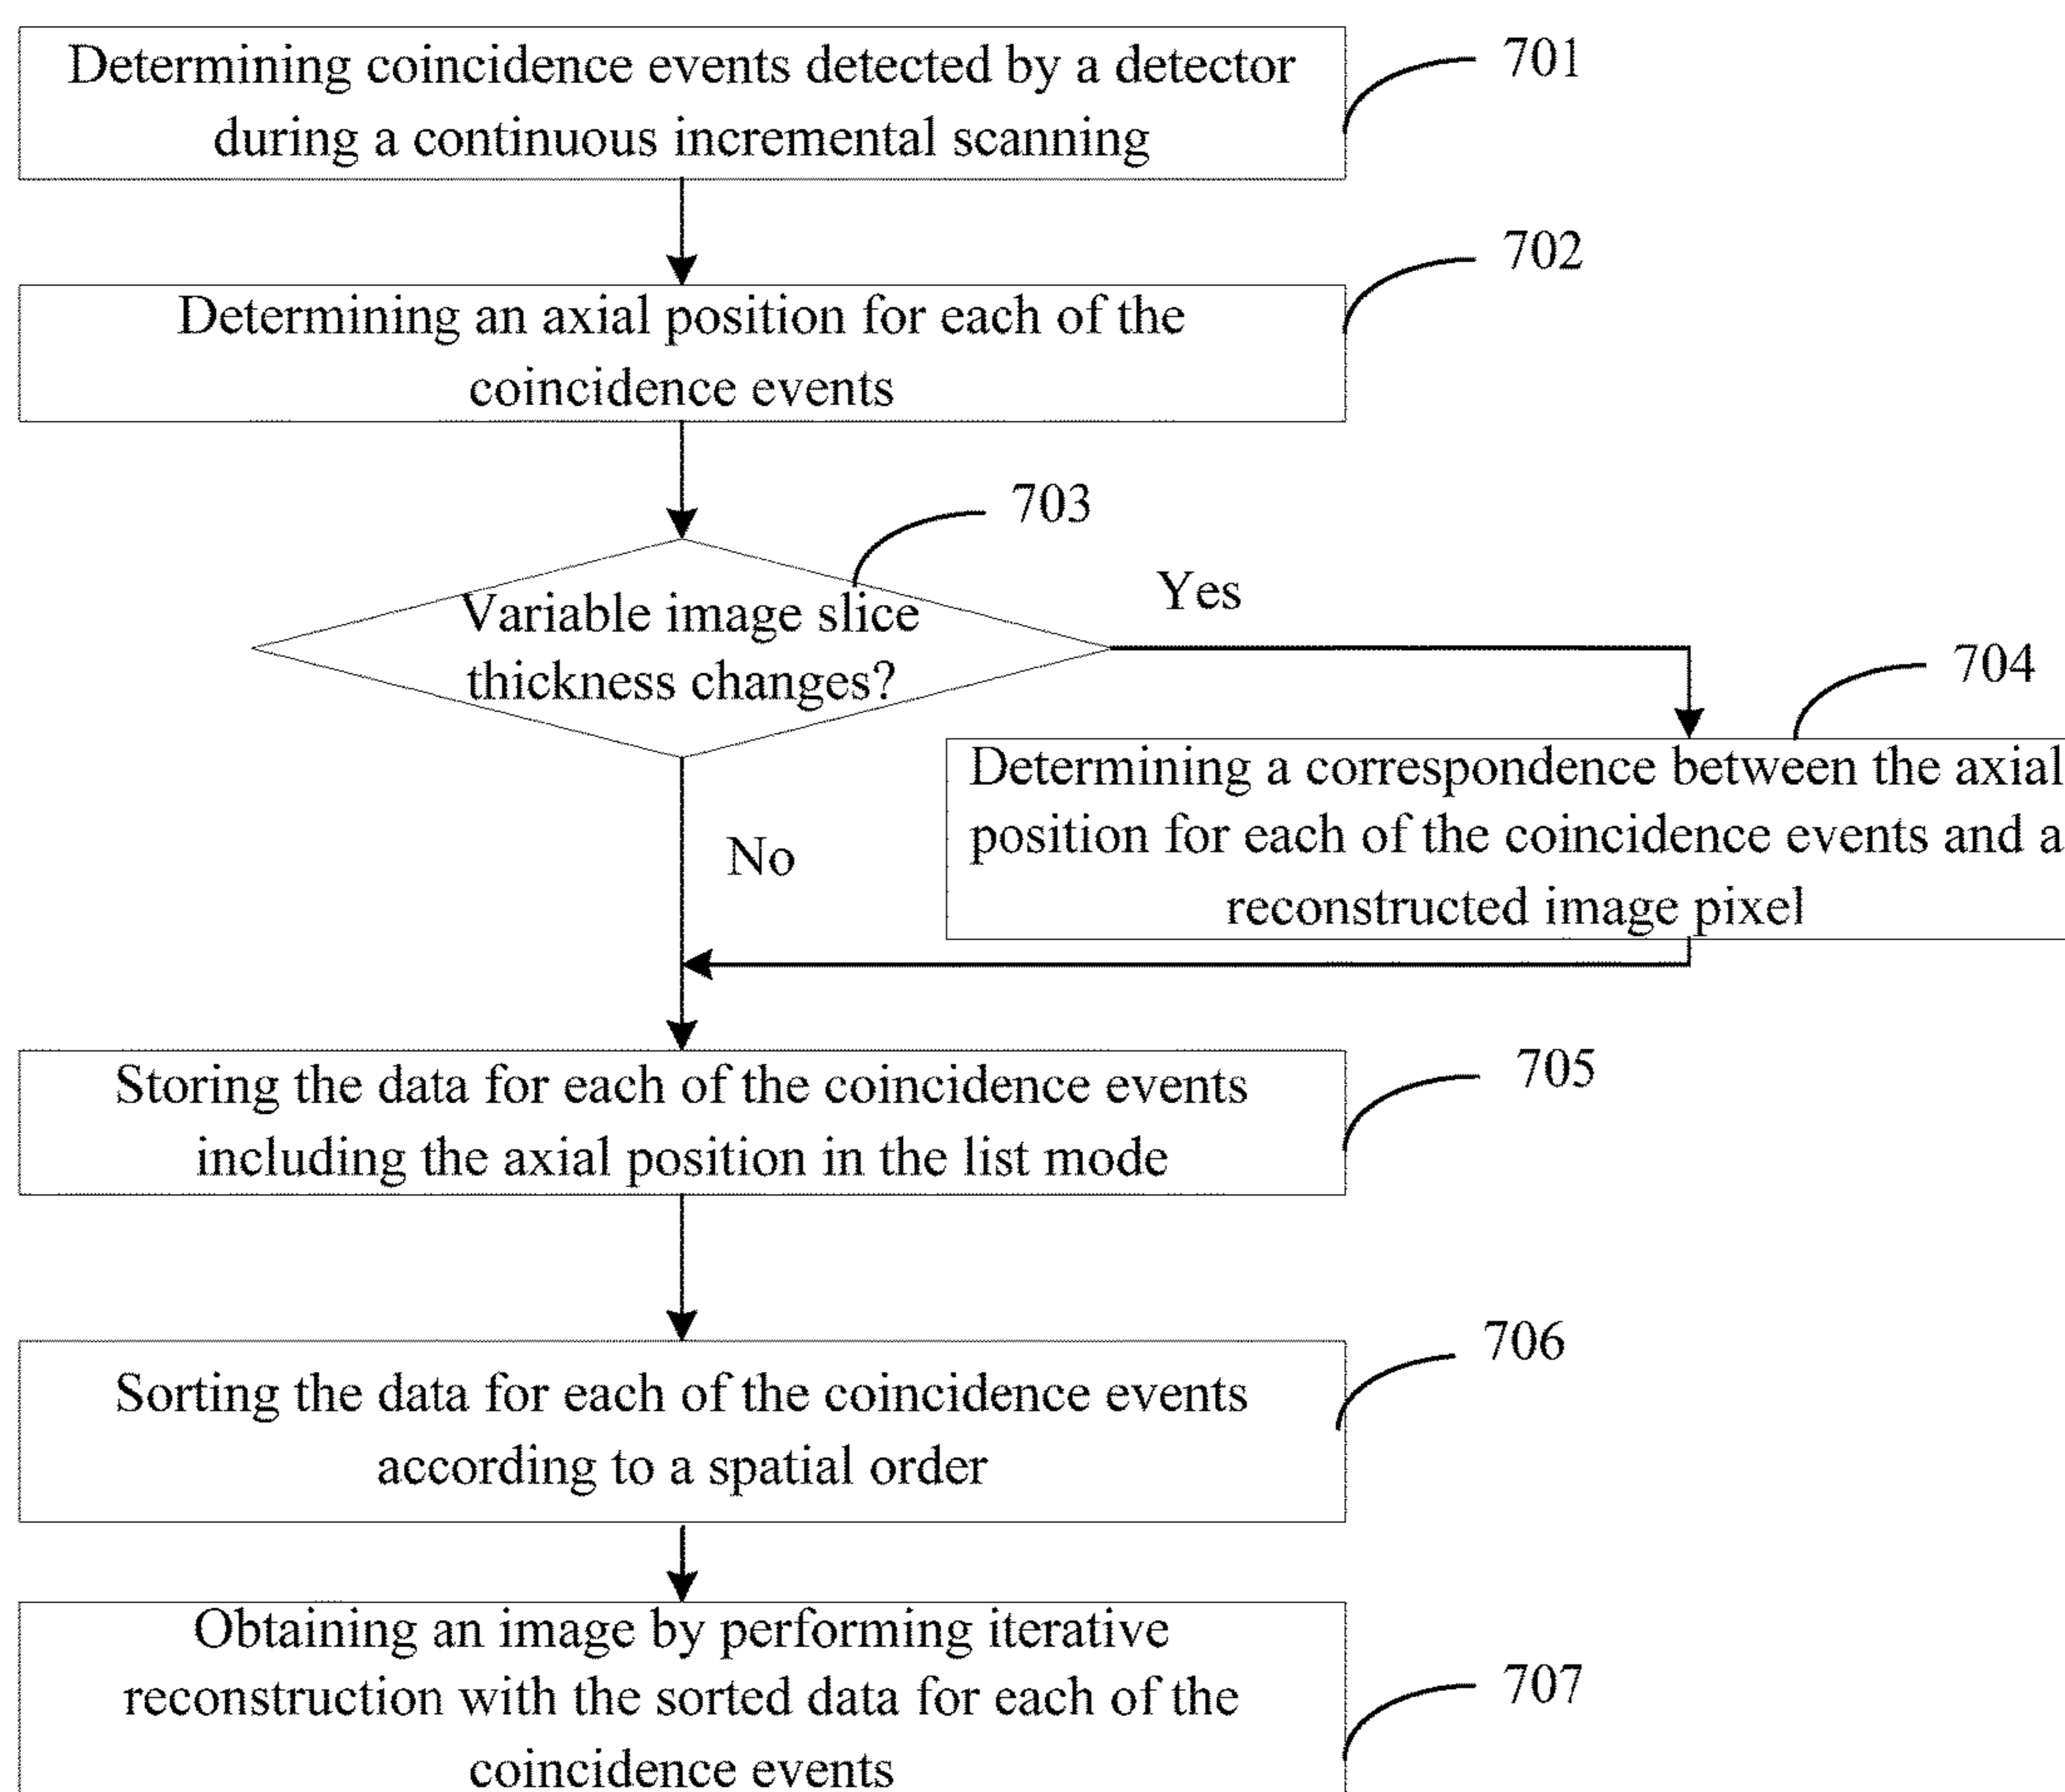 Determining coincidence events detected by a detector
during a continuous incremental scanning
701
Determining an axial position for each of the
coincidence events
702
703
Variable image slice
thickness changes?
Yes
704
Determining a correspondence between the axial
position for each of the coincidence events and a
reconstructed image pixel
No
Storing the data for each of the coincidence events
including the axial position in the list mode
705
Sorting the data for each of the coincidence events
according to a spatial order
706
Obtaining an image by performing iterative
reconstruction with the sorted data for each of the
coincidence events
707